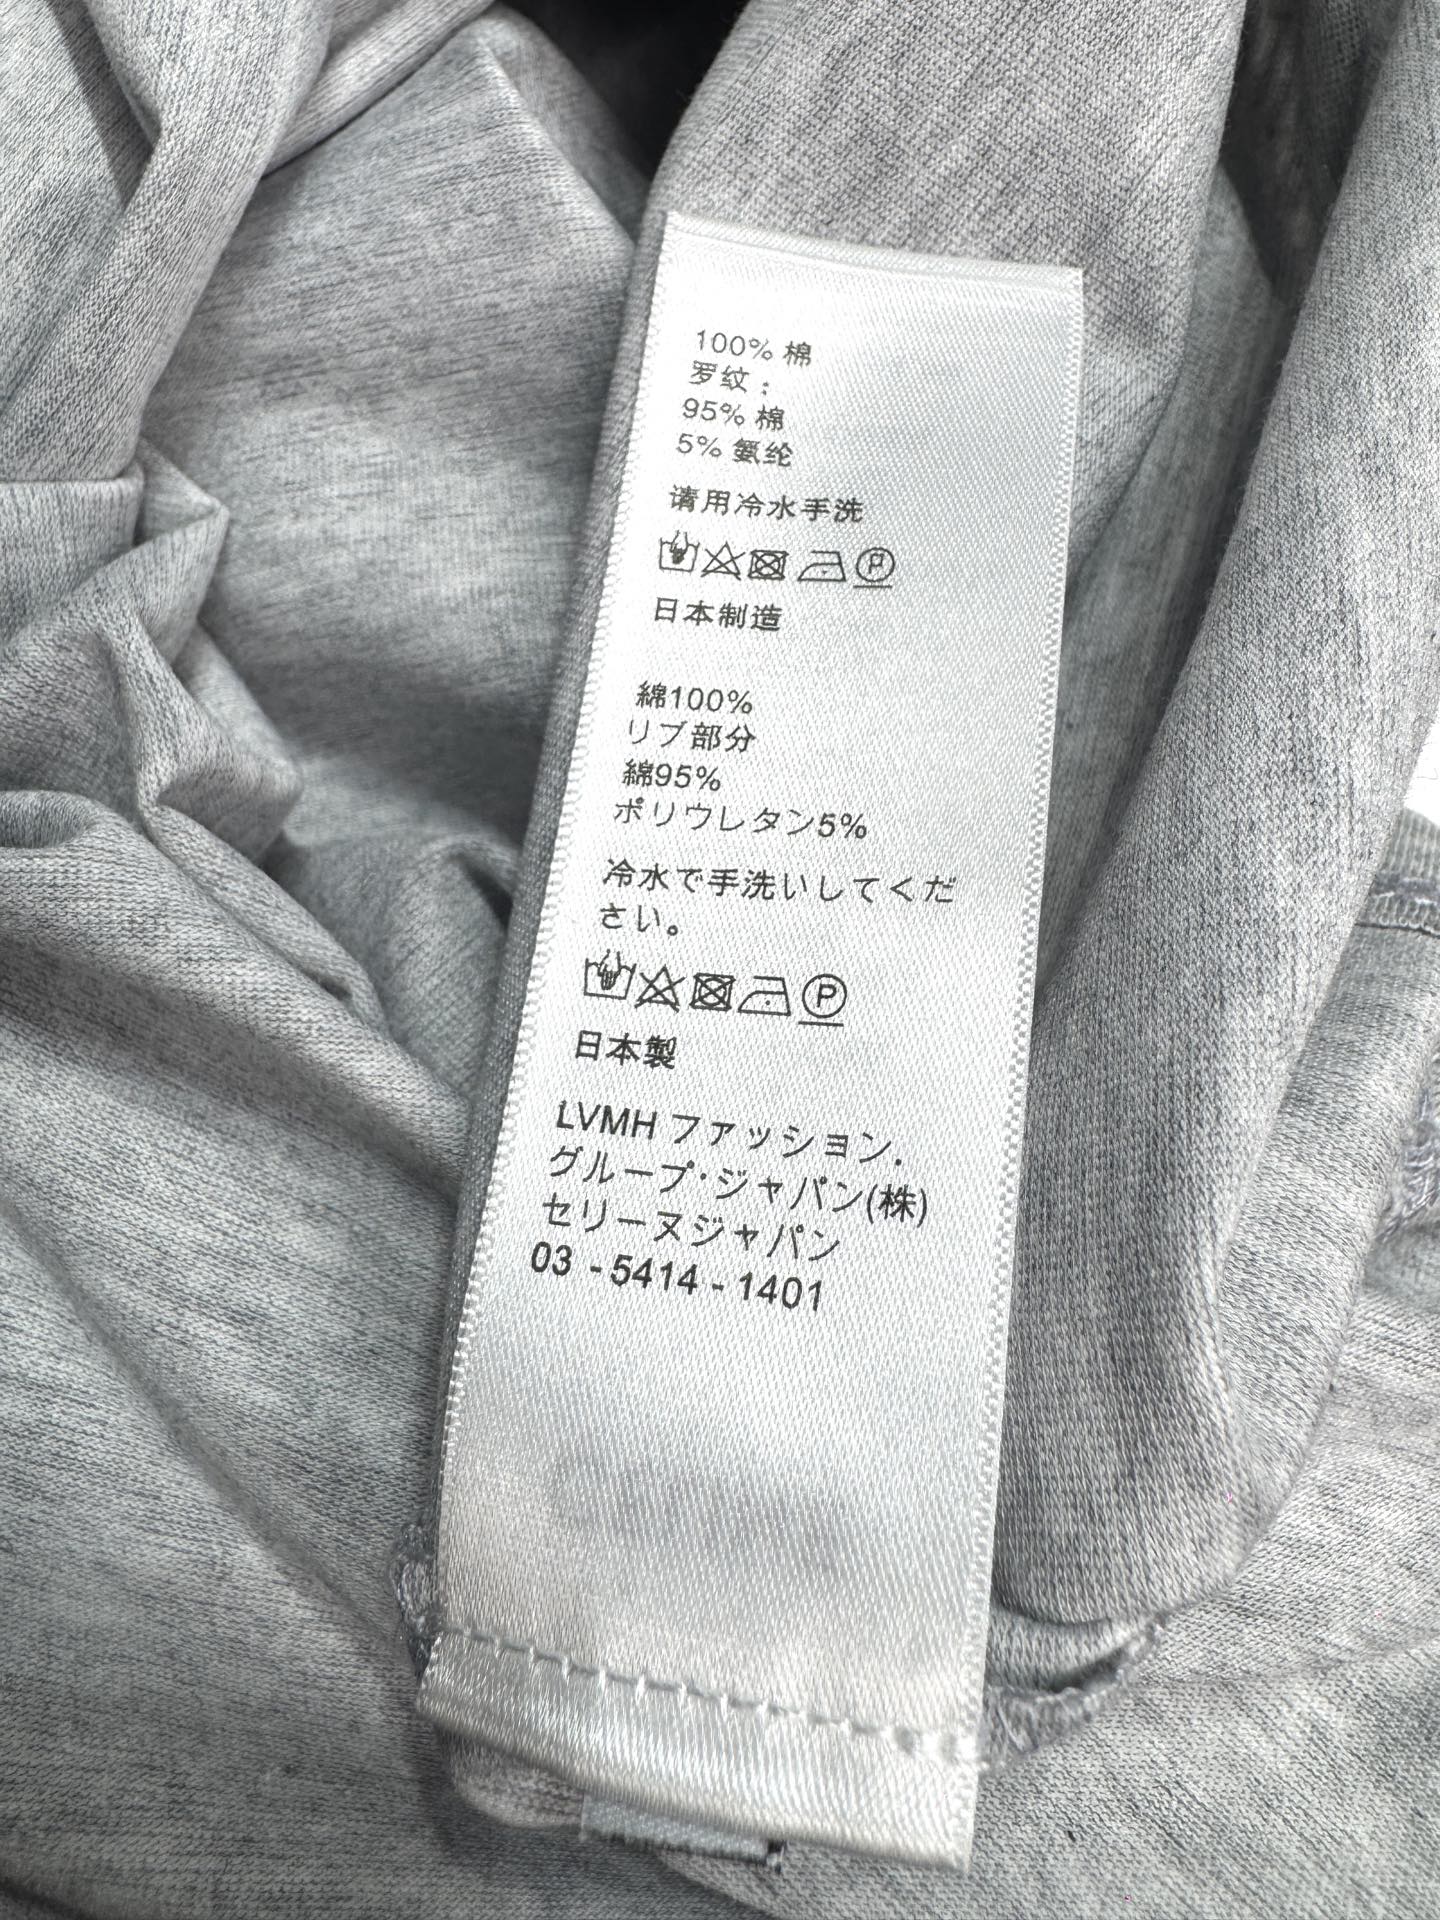 100% 棉
罗纹：
95% 棉
5% 氨纶
请用冷水手洗
P
日本制造
綿100%
リブ部分
綿95%
ポリウレタン5%
冷水で手洗いしてくだ
さい。
P
日本製
LVMH ファッション.
グループ·ジャパン(株)
セリーヌジャパン
03 - 5414 - 1401